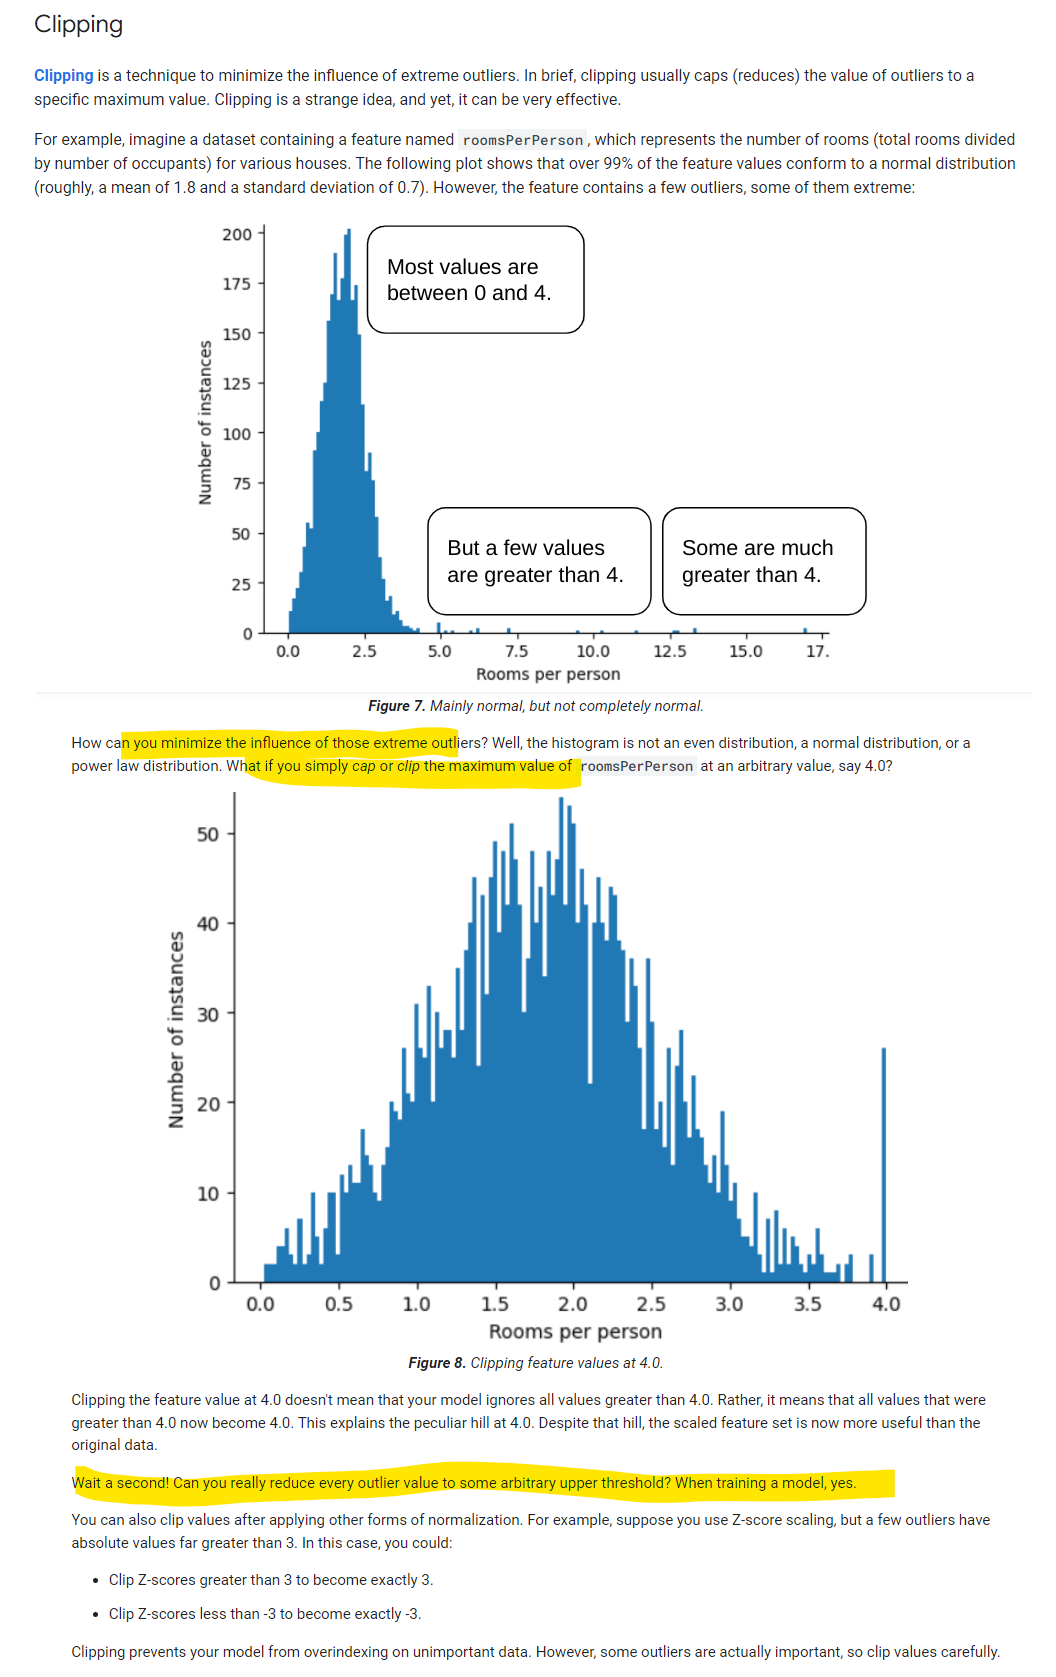 Clipping
Clipping is a technique to minimize the influence of extreme outliers. In brief, clipping usually caps (reduces) the value of outliers to a
specific maximum value. Clipping is a strange idea, and yet, it can be very effective.
For example, imagine a dataset containing a feature named roomsPerPerson, which represents the number of rooms (total rooms divided
by number of occupants) for various houses. The following plot shows that over 99% of the feature values conform to a normal distribution
(roughly, a mean of 1.8 and a standard deviation of 0.7). However, the feature contains a few outliers, some of them extreme:
200
175
150
125
100
75
50
25
0
Number of instances
Most values are
between 0 and 4.
But a few values
are greater than 4.
Some are much
greater than 4.
0.0 2.5 5.0 7.5 10.0 12.5 15.0 17.
Rooms per person
Figure 7. Mainly normal, but not completely normal.
How can you minimize the influence of those extreme outliers? Well, the histogram is not an even distribution, a normal distribution, or a
power law distribution. What if you simply cap or clip the maximum value of roomsPerPerson at an arbitrary value, say 4.0?
50
40
30
20
10
0
Number of instances
0.0 0.5 1.0 1.5 2.0 2.5 3.0 3.5 4.0
Rooms per person
Figure 8. Clipping feature values at 4.0.
Clipping the feature value at 4.0 doesn't mean that your model ignores all values greater than 4.0. Rather, it means that all values that were
greater than 4.0 now become 4.0. This explains the peculiar hill at 4.0. Despite that hill, the scaled feature set is now more useful than the
original data.
Wait a second! Can you really reduce every outlier value to some arbitrary upper threshold? When training a model, yes.
You can also clip values after applying other forms of normalization. For example, suppose you use Z-score scaling, but a few outliers have
absolute values far greater than 3. In this case, you could:
• Clip Z-scores greater than 3 to become exactly 3.
• Clip Z-scores less than -3 to become exactly -3.
Clipping prevents your model from overindexing on unimportant data. However, some outliers are actually important, so clip values carefully.